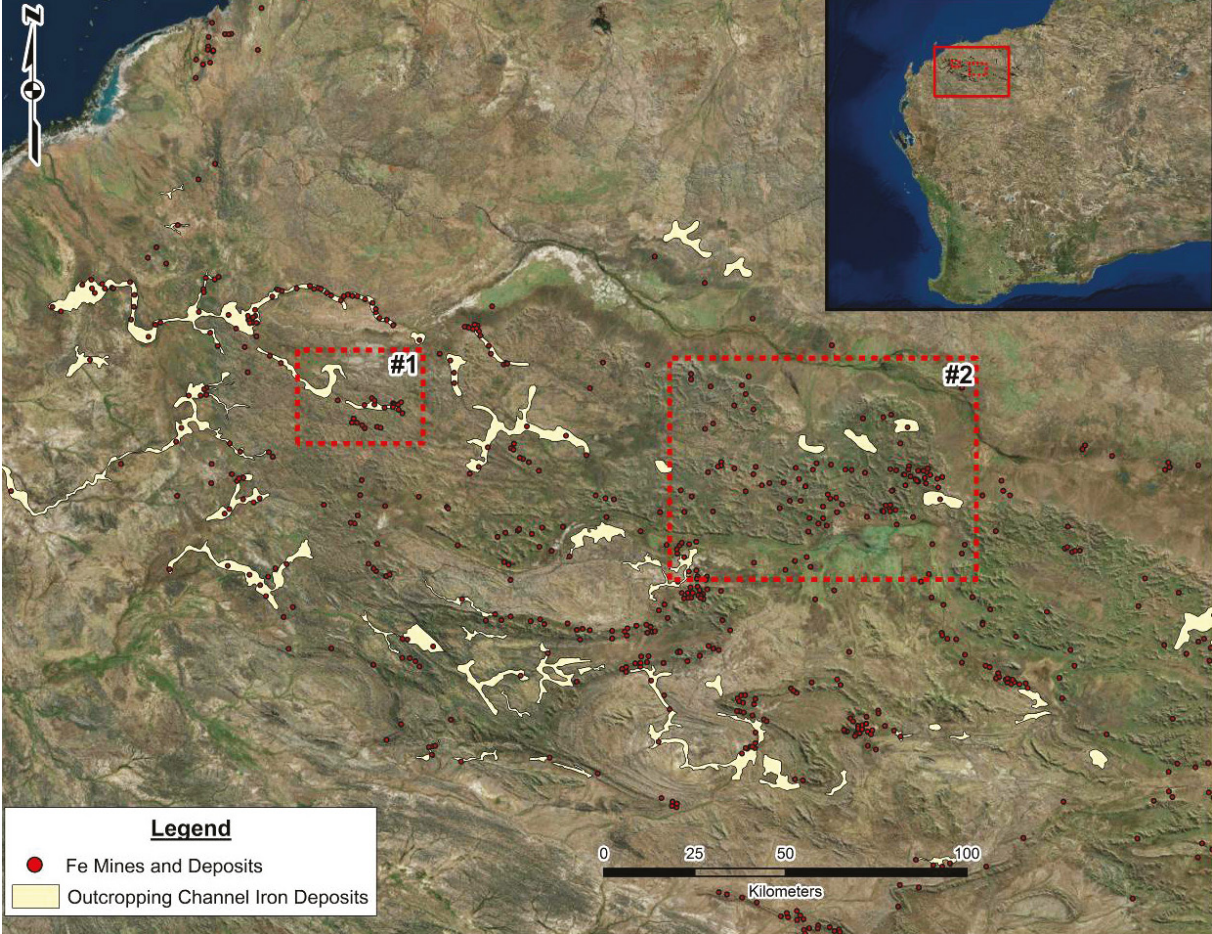 N
#1
#2
Legend
Fe Mines and Deposits
Outcropping Channel Iron Deposits
0 25 50 100
Kilometers